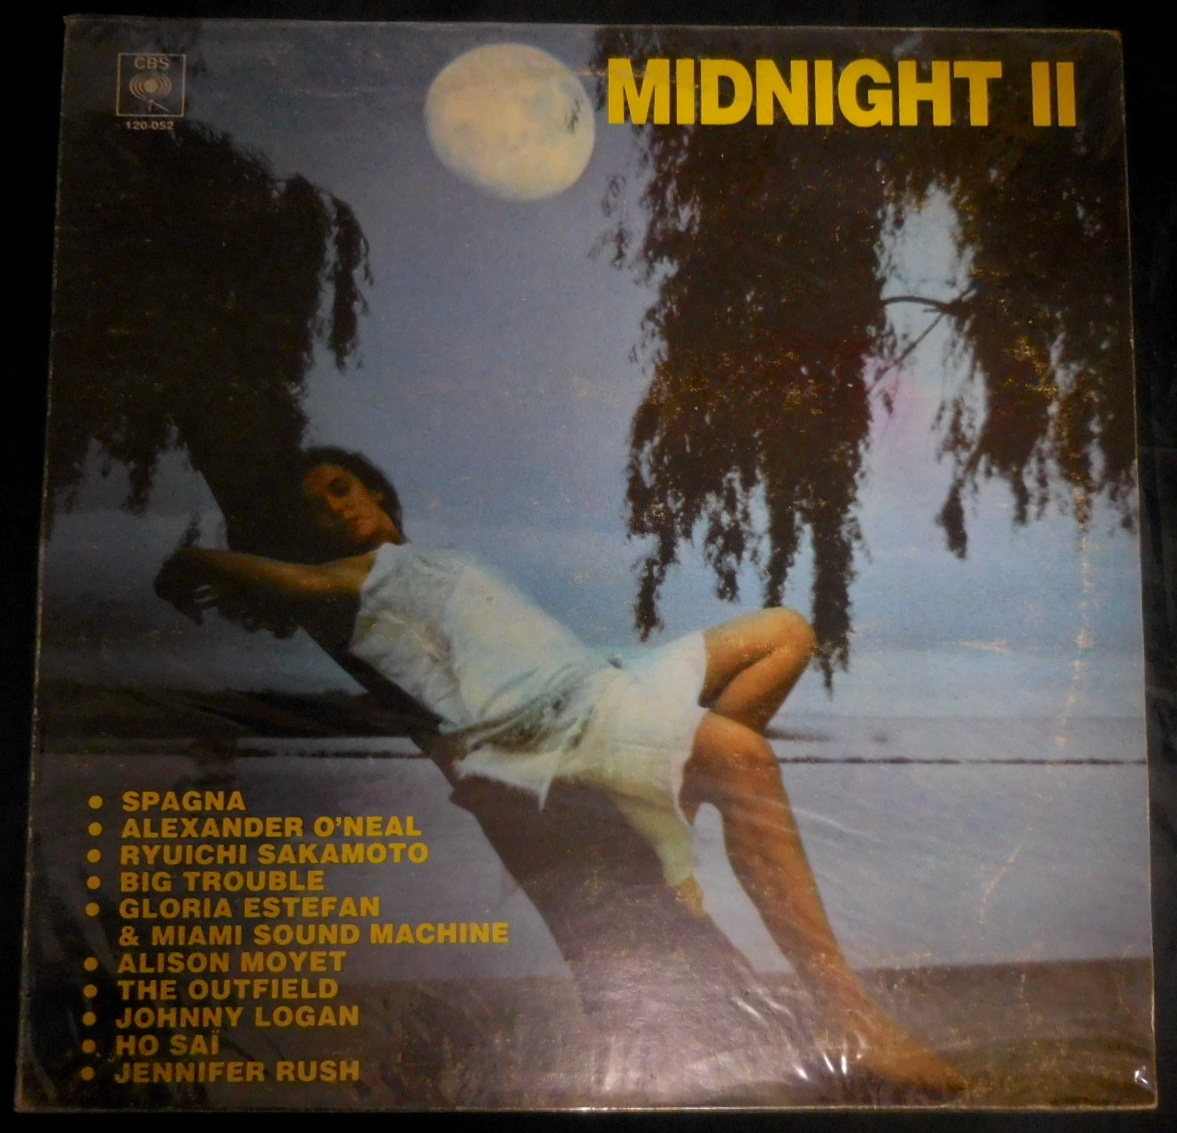 CBS
120-052
MIDNIGHT II
• SPAGNA
• ALEXANDER O'NEAL
• RYUICHI SAKAMOTO
• BIG TROUBLE
• GLORIA ESTEFAN
& MIAMI SOUND MACHINE
• ALISON MOYET
• THE OUTFIELD
• JOHNNY LOGAN
• HO SAÏ
• JENNIFER RUSH